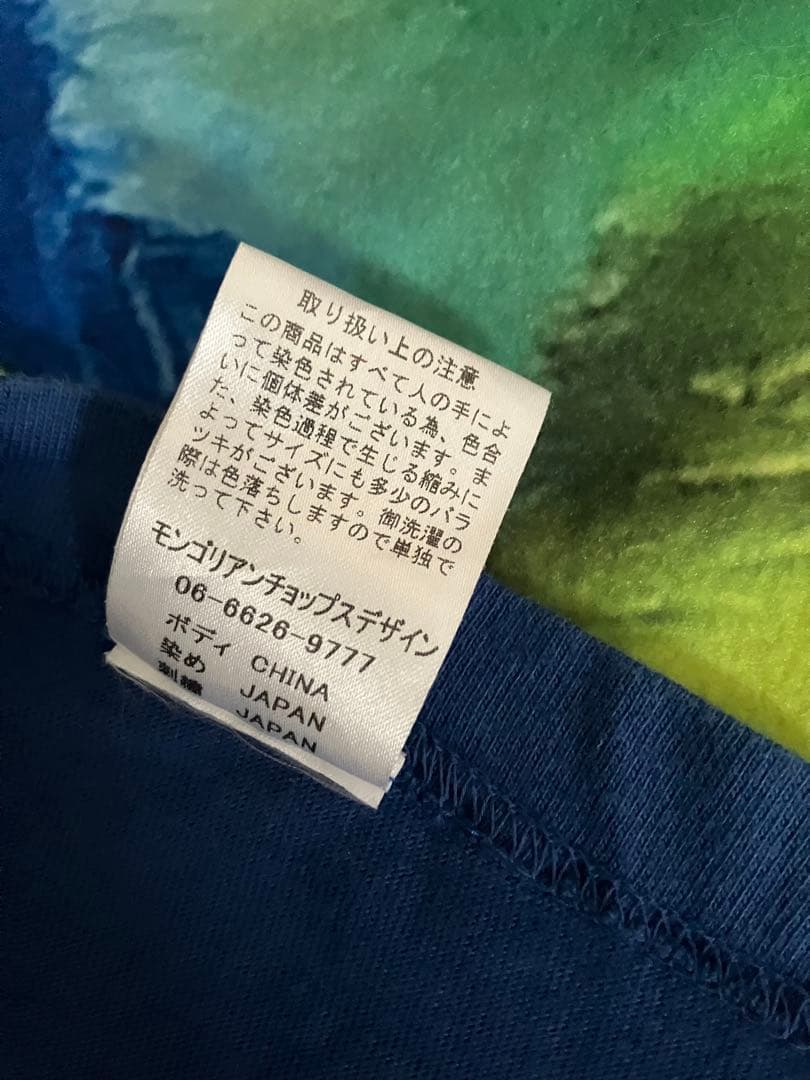 取り扱い上の注意
この商品はすべて人の手によ
って染色されている為、色合
いに個体差がございます。ま
た、染色過程で生じる縮みに
よってサイズにも多少のバラ
ツキがございます。御洗濯の
際は色落ちしますので単独で
洗って下さい。
モンゴリアンチョップスデザイン
06-6626-9777
ボディ CHINA
染め JAPAN
刺繍 JAPAN